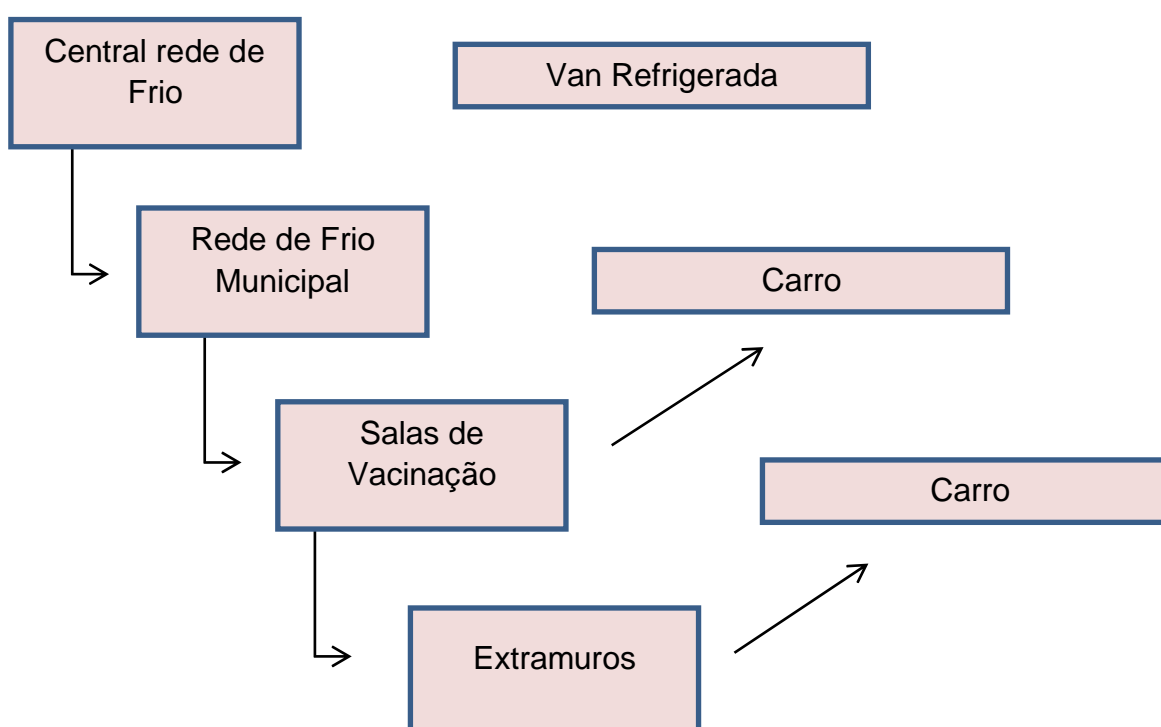 Central rede de
Frio
Van Refrigerada
Rede de Frio
Municipal
Carro
Salas de
Vacinação
Carro
Extramuros